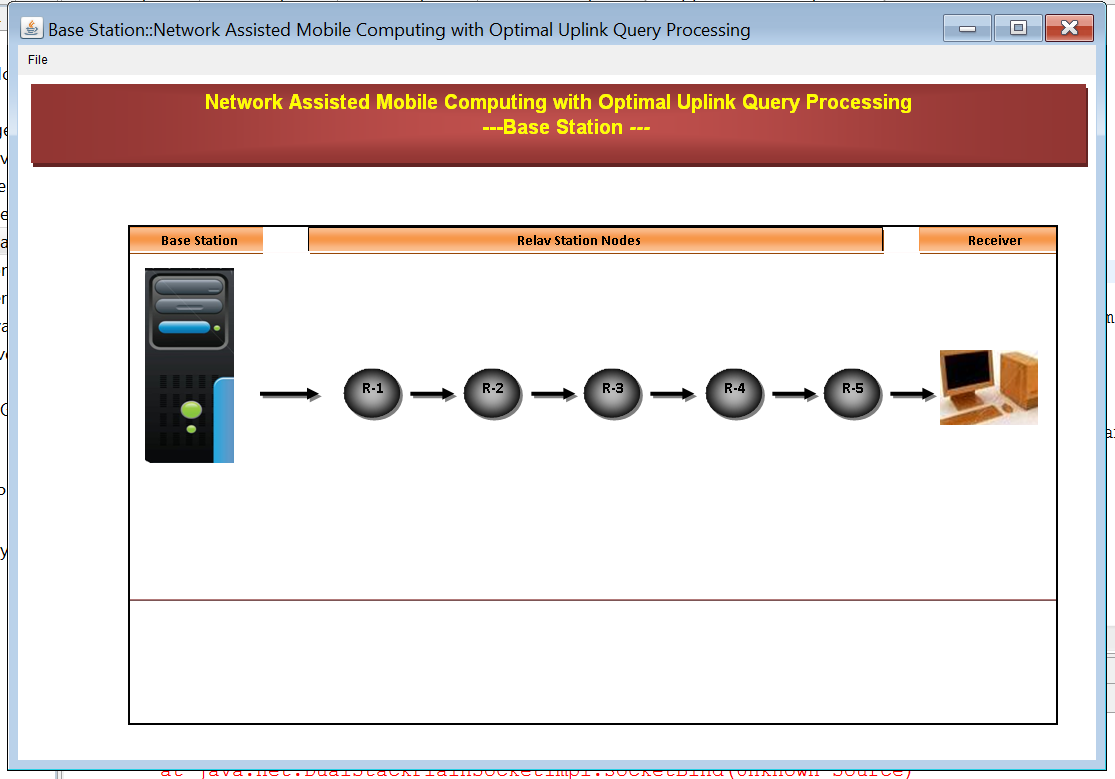 Base Station::Network Assisted Mobile Computing with Optimal Uplink Query Processing
File
Network Assisted Mobile Computing with Optimal Uplink Query Processing
---Base Station ---
Base Station
Relay Station Nodes
Receiver
R-1
R-2
R-3
R-4
R-5
at java.net.DualStackPlainSocketImpl.socketBind(Unknown Source)